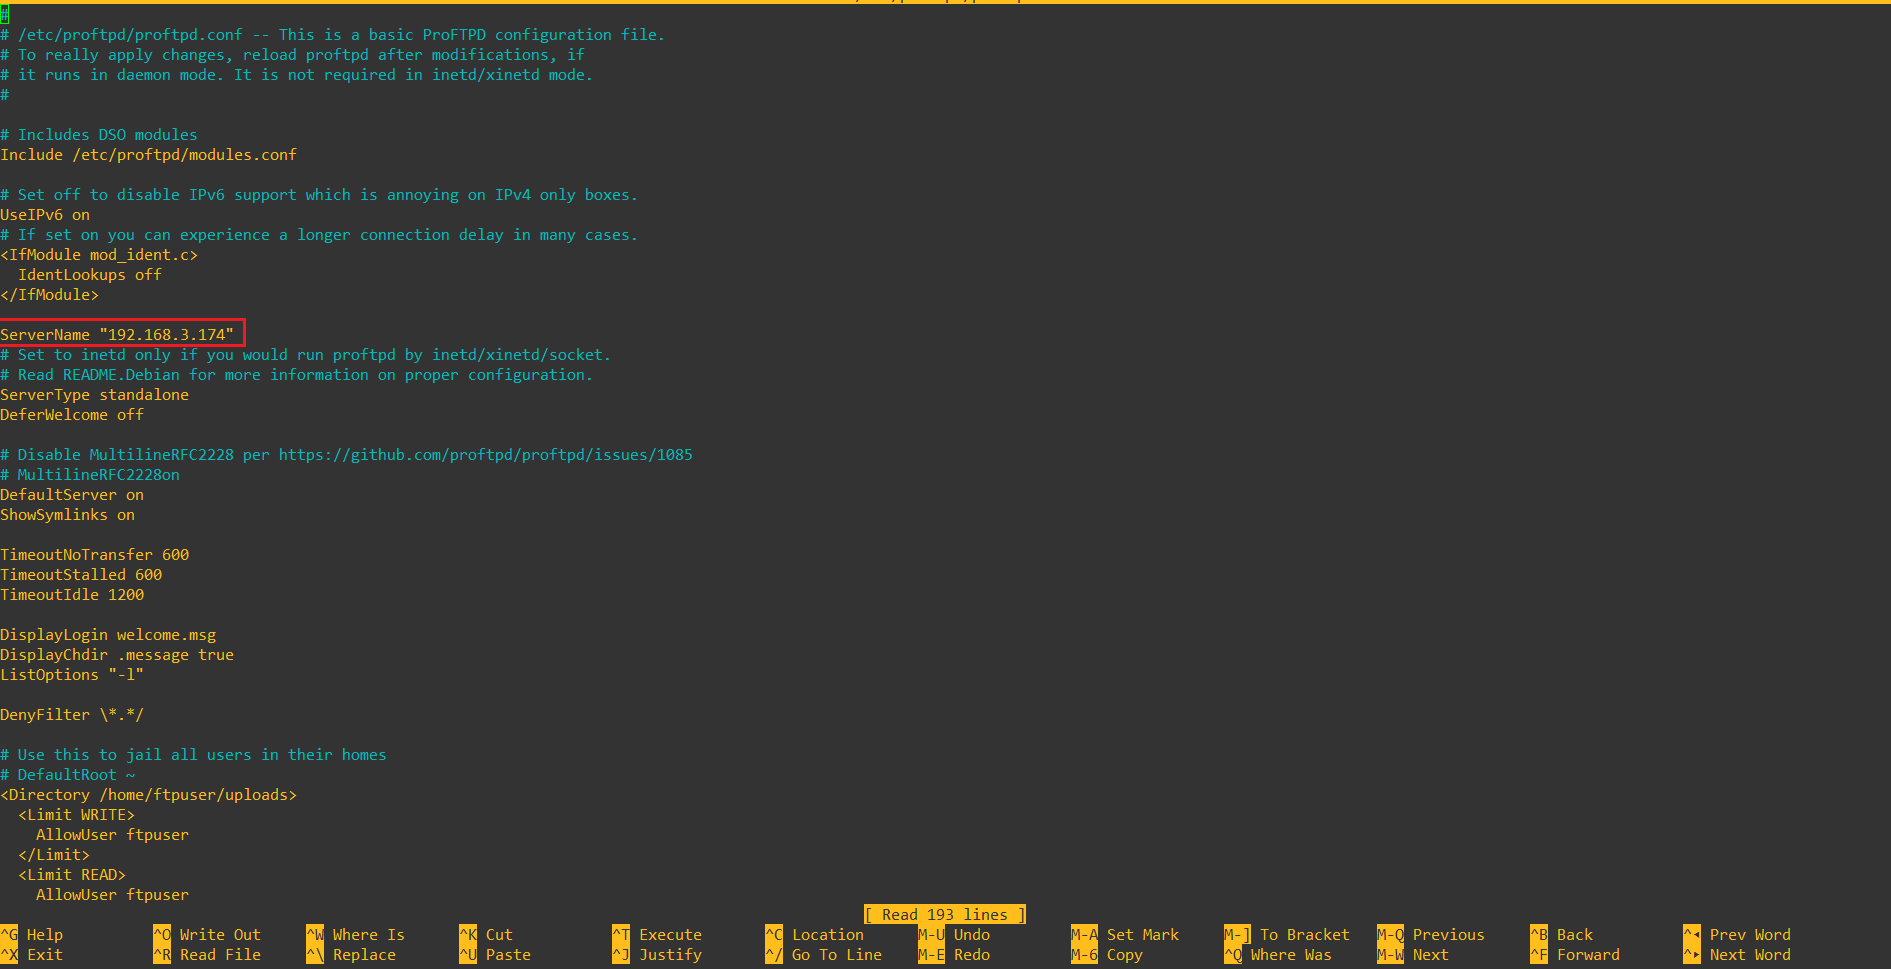 #
# /etc/proftpd/proftpd.conf -- This is a basic ProFTPD configuration file.
# To really apply changes, reload proftpd after modifications, if
# it runs in daemon mode. It is not required in inetd/xinetd mode.
#
# Includes DSO modules
Include /etc/proftpd/modules.conf
# Set off to disable IPv6 support which is annoying on IPv4 only boxes.
UseIPv6 on
# If set on you can experience a longer connection delay in many cases.
<IfModule mod_ident.c>
  IdentLookups off
</IfModule>
ServerName "192.168.3.174"
# Set to inetd only if you would run proftpd by inetd/xinetd/socket.
# Read README.Debian for more information on proper configuration.
ServerType standalone
DeferWelcome off
# Disable MultilineRFC2228 per https://github.com/proftpd/proftpd/issues/1085
# MultilineRFC2228on
DefaultServer on
ShowSymlinks on
TimeoutNoTransfer 600
TimeoutStalled 600
TimeoutIdle 1200
DisplayLogin welcome.msg
DisplayChdir .message true
ListOptions "-l"
DenyFilter \*.*/
# Use this to jail all users in their homes
# DefaultRoot ~
<Directory /home/ftpuser/uploads>
  <Limit WRITE>
    AllowUser ftpuser
  </Limit>
  <Limit READ>
    AllowUser ftpuser
[ Read 193 lines ]
^G Help ^O Write Out ^W Where Is ^K Cut ^T Execute ^C Location M-U Undo M-A Set Mark M-] To Bracket M-Q Previous ^B Back ^◂ Prev Word
^X Exit ^R Read File ^\ Replace ^U Paste ^J Justify ^/ Go To Line M-E Redo M-6 Copy ^Q Where Was M-W Next ^F Forward ^▸ Next Word